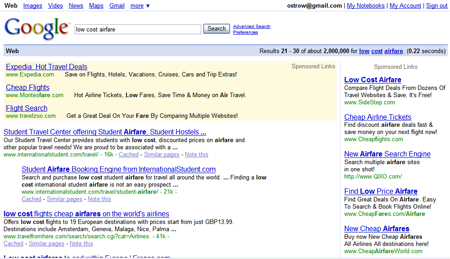 Web Images Video News Maps Gmail more ▼
ostrow@gmail.com | My Notebooks | My Account | Sign out
Google
low cost airfare
Search
Advanced Search
Preferences
Web
Results 21 - 30 of about 2,000,000 for low cost airfare. (0.22 seconds)
Expedia: Hot Travel Deals
Sponsored Links
www.Expedia.com Save on Flights, Hotels, Vacations, Cruises, Cars and Trip Extras!
Cheap Flights
www.Montesfare.com Hot Airline Tickets, Low Fares, Save Time & Money on Air Travel.
Flight Search
www.travelzoo.com Get a Great Deal On Your Fare By Comparing Multiple Websites!
Student Travel Center offering Student Airfare, Student Hostels ...
Our Student Travel Center provides students with low cost, discounted prices on airfare and
other popular travel needs! We are proud to be associated with a ...
www.internationalstudent.com/travel/ - 16k - Cached - Similar pages - Note this
Student Airfare Booking Engine from InternationalStudent.com
Search and purchase low cost student airfare for travel all around the world. ... Finding a low
cost international student airfare is not an easy prospect ...
www.internationalstudent.com/travel/student-airfare/ - 21k -
Cached - Similar pages - Note this
low cost flights cheap airfares on the world's airlines
Offers low cost flights to 19 European destinations with prices start from just GBP13.99.
Destinations include Amsterdam, Geneva, Malaga, Nice, Palma ...
www.travelfromhere.com/search/search.cgi?cat=Airlines: - 41k -
Cached - Similar pages - Note this
Sponsored Links
Low Cost Airfare
Compare Flight Deals From Dozens Of
Travel Websites & Save. It's Free!
www.SideStep.com
Cheap Airline Tickets
Find discount airfare deals fast &
save money on your next flight now!
www.Cheapflights.com
New Airfare Search Engine
Search multiple airfare sites
in one shot!
http://www.QIXO.com/
Find Low Price Airfare
Find Great Deals On Airfare. Easy
To Search & Book Flights Online!
www.CheapFares.com/Airfare
New Cheap Airfares
Buy now New Cheap Airfares
All Airlines All destinations here!
www.CheapAirfareWorld.com